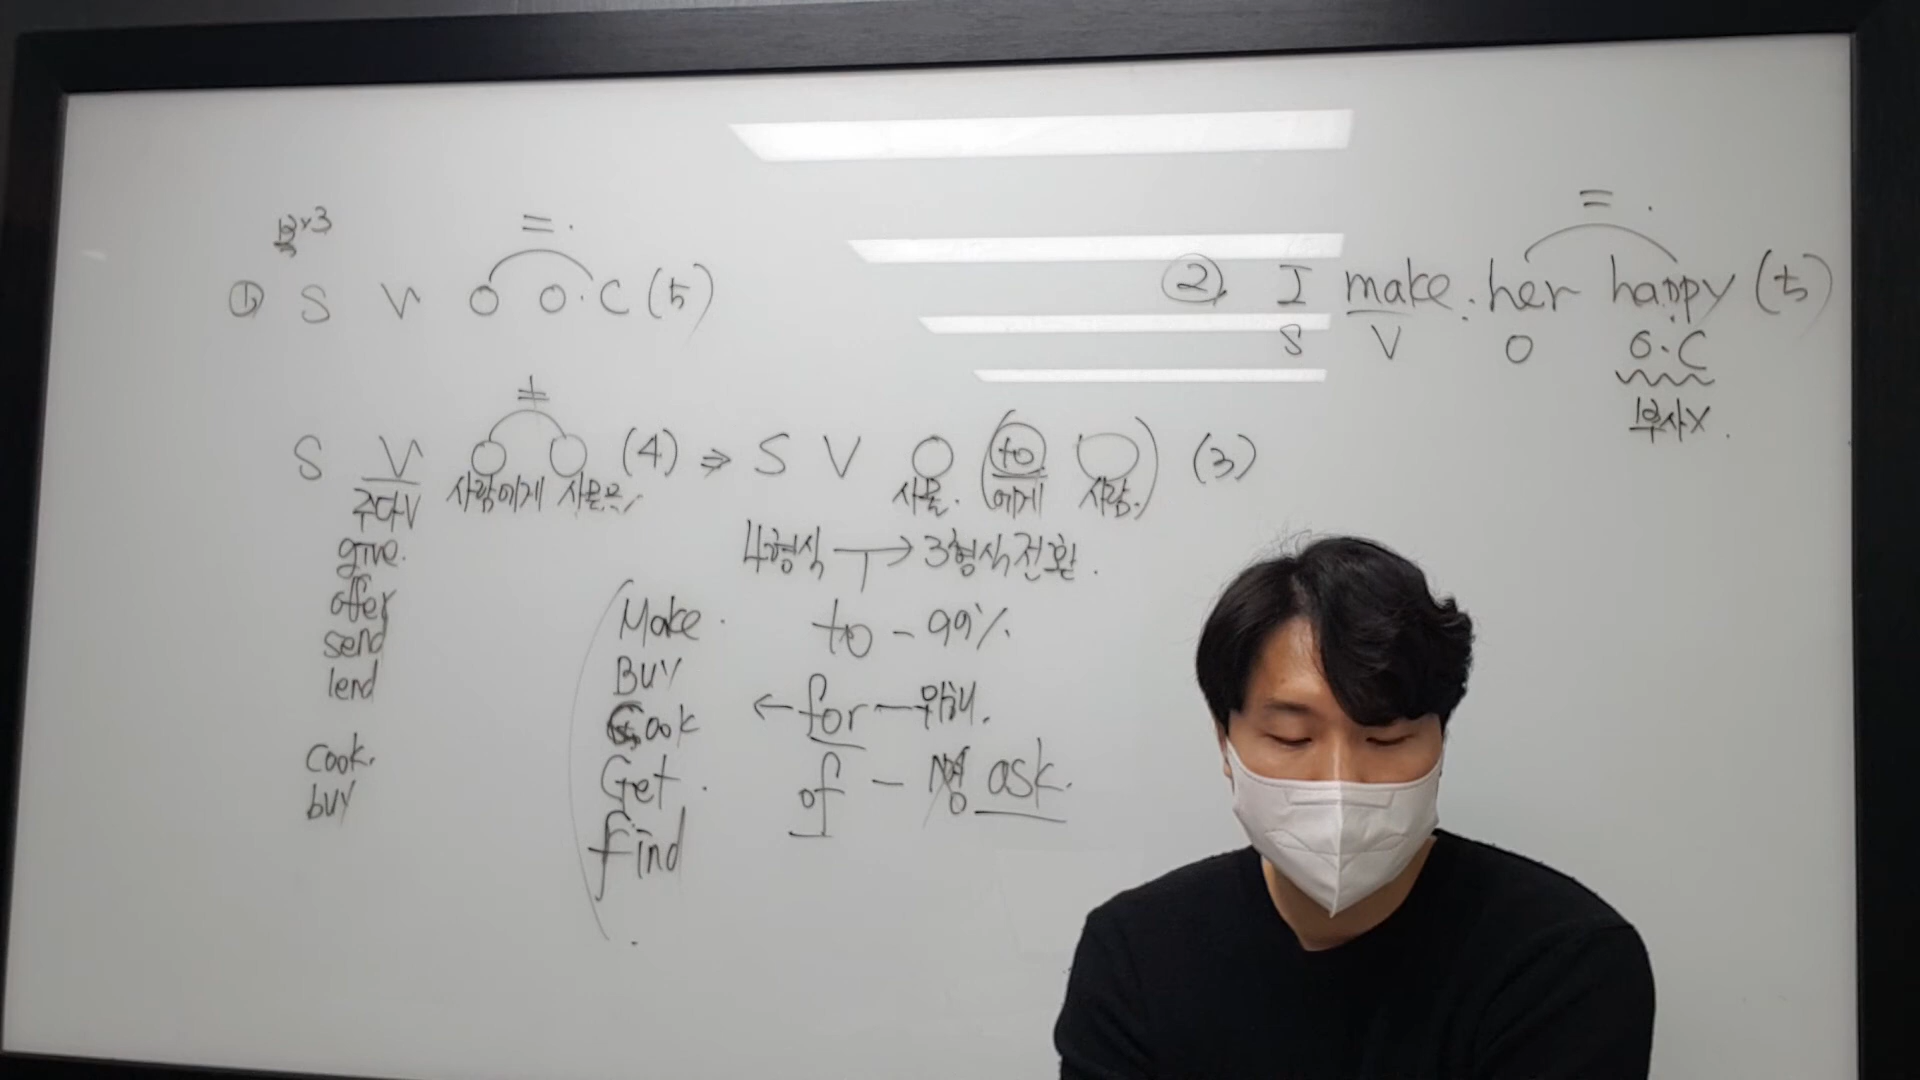 ① S V O O.C (5)
=
② I make her happy (5)
S V O O.C
부사X
≠
S V O O (4) ⇒ S V O (to O) (3)
주다V 사람에게 사물을 사물 에게 사람
give.
offer
send
lend
cook.
buy
4형식 → 3형식 전환.
Make.
Buy
Cook
Get.
find
to - 99%
← for - 위해.
of - ask.